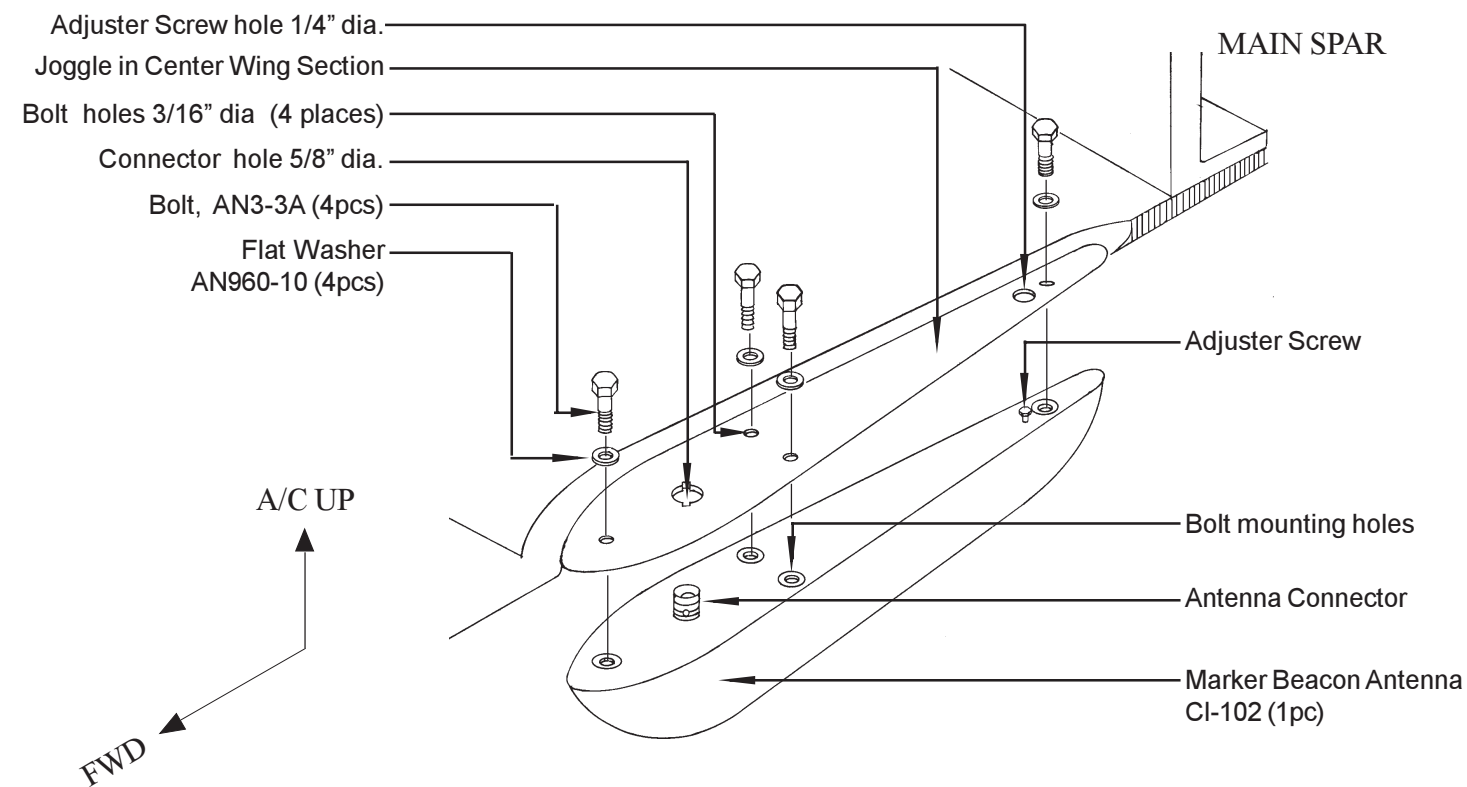 Adjuster Screw hole 1/4” dia.
Joggle in Center Wing Section
Bolt holes 3/16” dia (4 places)
Connector hole 5/8” dia.
Bolt, AN3-3A (4pcs)
Flat Washer
AN960-10 (4pcs)
MAIN SPAR
Adjuster Screw
A/C UP
FWD
Bolt mounting holes
Antenna Connector
Marker Beacon Antenna
CI-102 (1pc)